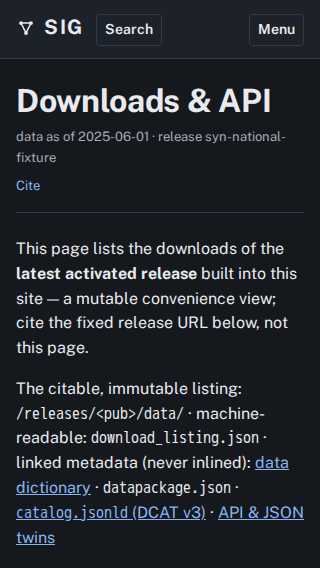 SIG
Search
Menu
Downloads & API
data as of 2025-06-01 · release syn-national-
fixture
Cite
This page lists the downloads of the
latest activated release built into this
site — a mutable convenience view;
cite the fixed release URL below, not
this page.
The citable, immutable listing:
/releases/<pub>/data/ · machine-
readable: download_listing.json ·
linked metadata (never inlined): data
dictionary · datapackage.json ·
catalog.jsonld (DCAT v3) · API & JSON
twins